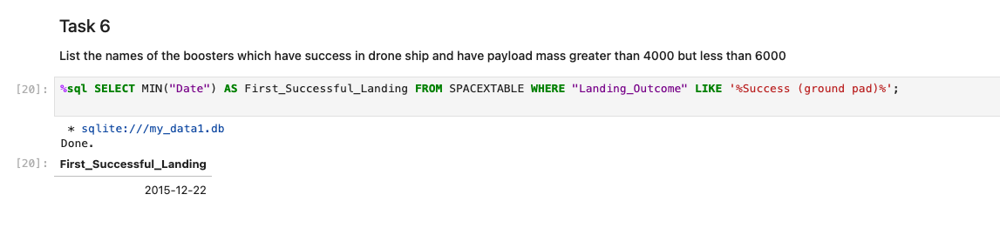 Task 6
List the names of the boosters which have success in drone ship and have payload mass greater than 4000 but less than 6000
[20]: %sql SELECT MIN("Date") AS First_Successful_Landing FROM SPACEXTABLE WHERE "Landing_Outcome" LIKE '%Success (ground pad)%';
* sqlite:///my_data1.db
Done.
[20]: First_Successful_Landing
2015-12-22